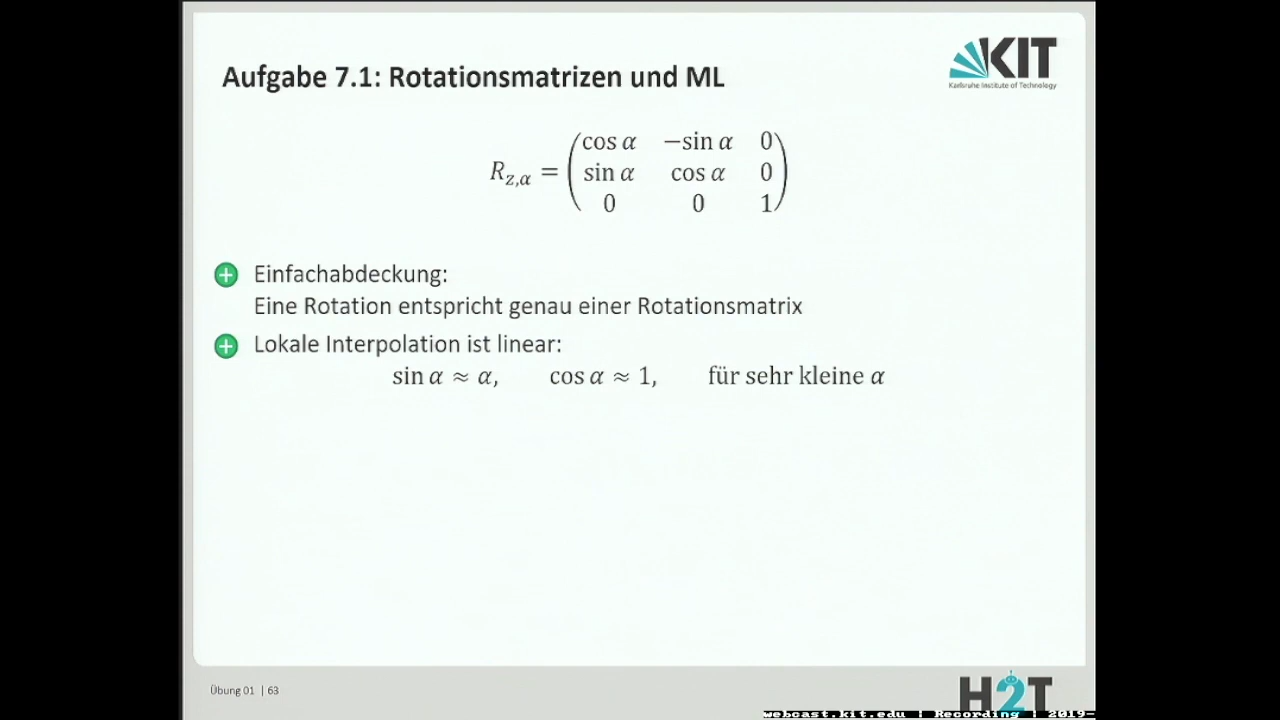 Aufgabe 7.1: Rotationsmatrizen und ML
KIT
Karlsruhe Institute of Technology
cos α −sin α 0
R_{z,α} = sin α cos α 0
0 0 1
Einfachabdeckung:
Eine Rotation entspricht genau einer Rotationsmatrix
Lokale Interpolation ist linear:
sin α ≈ α, cos α ≈ 1, für sehr kleine α
Übung 01 | 63
H2T
webcast.kit.edu | Recording | 2019-